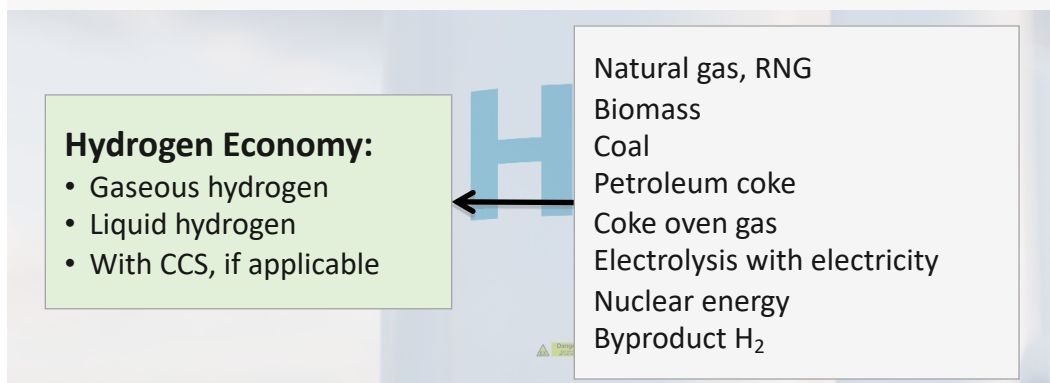 Hydrogen Economy:
• Gaseous hydrogen
• Liquid hydrogen
• With CCS, if applicable
H
Natural gas, RNG
Biomass
Coal
Petroleum coke
Coke oven gas
Electrolysis with electricity
Nuclear energy
Byproduct H₂